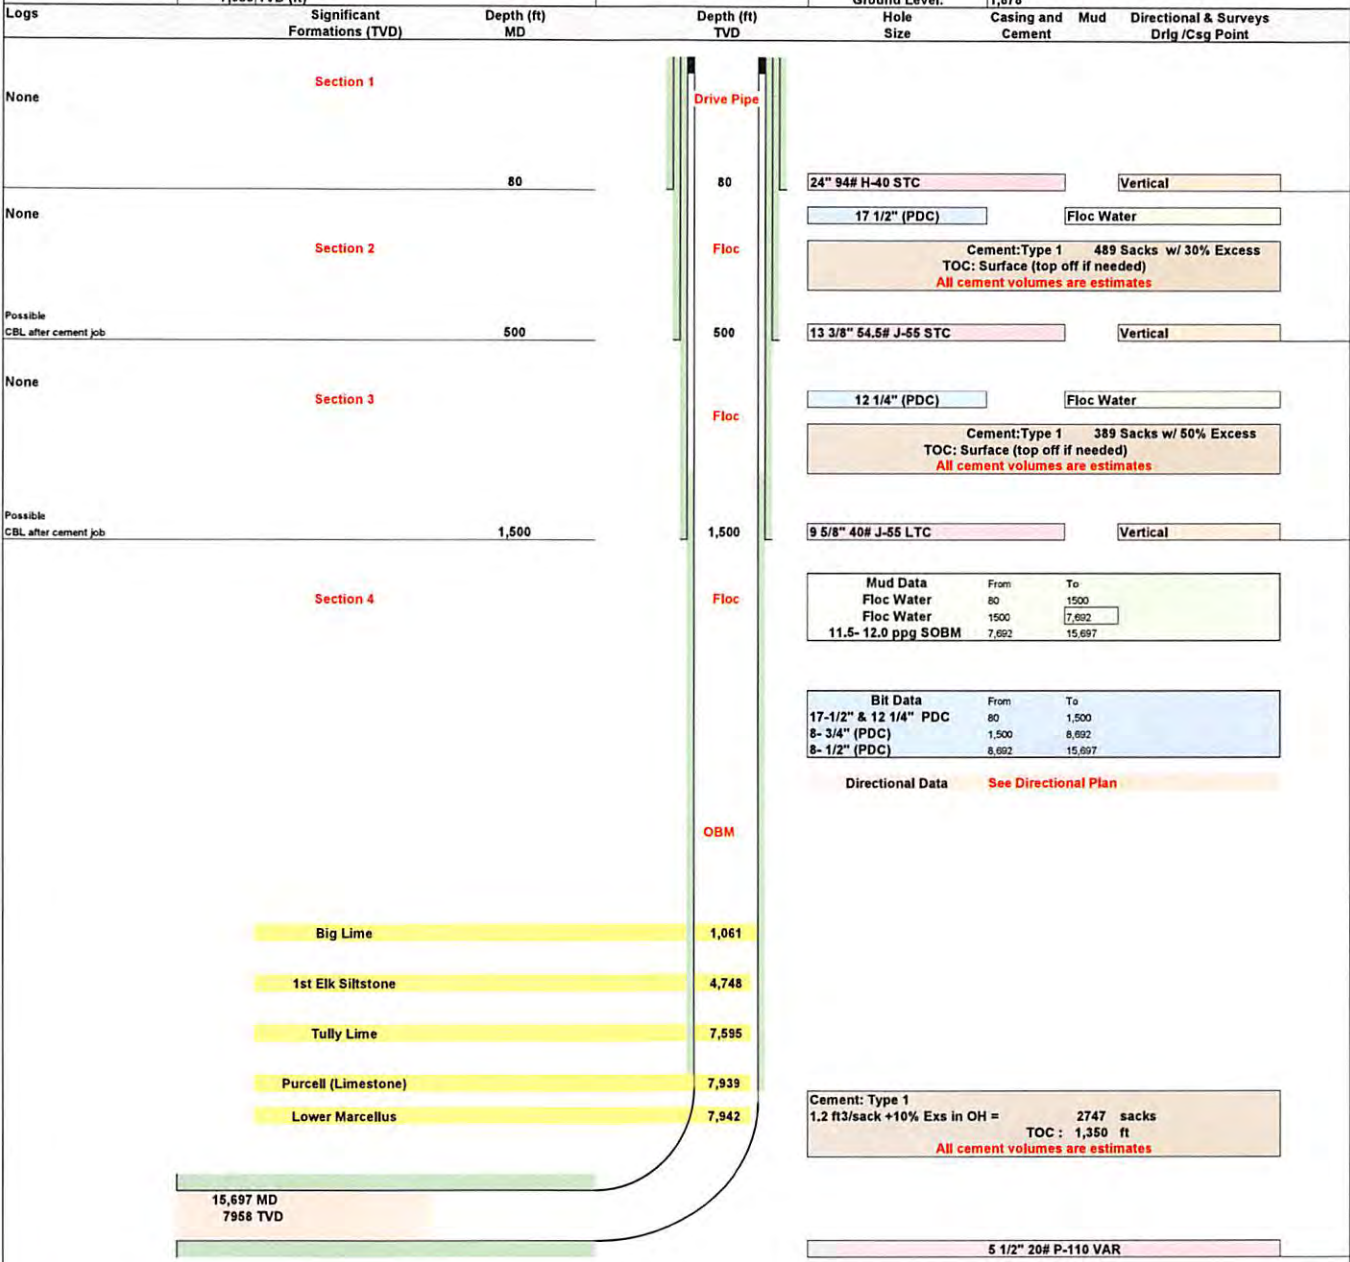 Logs Significant Formations (TVD) Depth (ft) MD Depth (ft) TVD Hole Size Casing and Cement Mud Directional & Surveys Drlg /Csg Point
Section 1
None
Drive Pipe
80 80 24" 94# H-40 STC Vertical
None 17 1/2" (PDC) Floc Water
Section 2 Floc
Cement:Type 1 489 Sacks w/ 30% Excess
TOC: Surface (top off if needed)
All cement volumes are estimates
Possible
CBL after cement job 500 500 13 3/8" 54.5# J-55 STC Vertical
None
Section 3 12 1/4" (PDC) Floc Water
Floc
Cement:Type 1 389 Sacks w/ 50% Excess
TOC: Surface (top off if needed)
All cement volumes are estimates
Possible
CBL after cement job 1,500 1,500 9 5/8" 40# J-55 LTC Vertical
Section 4 Floc
Mud Data From To
Floc Water 80 1500
Floc Water 1500 7,692
11.5- 12.0 ppg SOBM 7,692 15,697
Bit Data From To
17-1/2" & 12 1/4" PDC 80 1,500
8- 3/4" (PDC) 1,500 8,692
8- 1/2" (PDC) 8,692 15,697
Directional Data See Directional Plan
OBM
Big Lime 1,061
1st Elk Siltstone 4,748
Tully Lime 7,595
Purcell (Limestone) 7,939
Lower Marcellus 7,942
Cement: Type 1
1.2 ft3/sack +10% Exs in OH = 2747 sacks
TOC : 1,350 ft
All cement volumes are estimates
15,697 MD
7958 TVD
5 1/2" 20# P-110 VAR